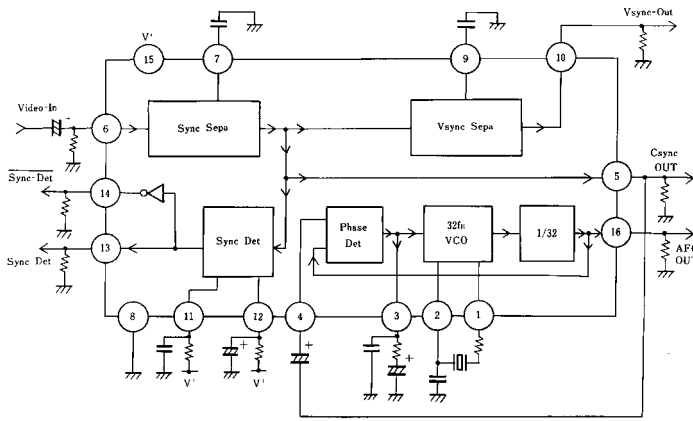 Vsync-Out
V'
15
7
9
10
Video-In
6
Sync Sepa
Vsync Sepa
Csync
OUT
5
Sync-Det
14
13
Sync Det
Sync Det
Phase
Det
32fH
VCO
1/32
16
AFC
OUT
8
11
12
4
3
2
1
+
+
+
V'
V'